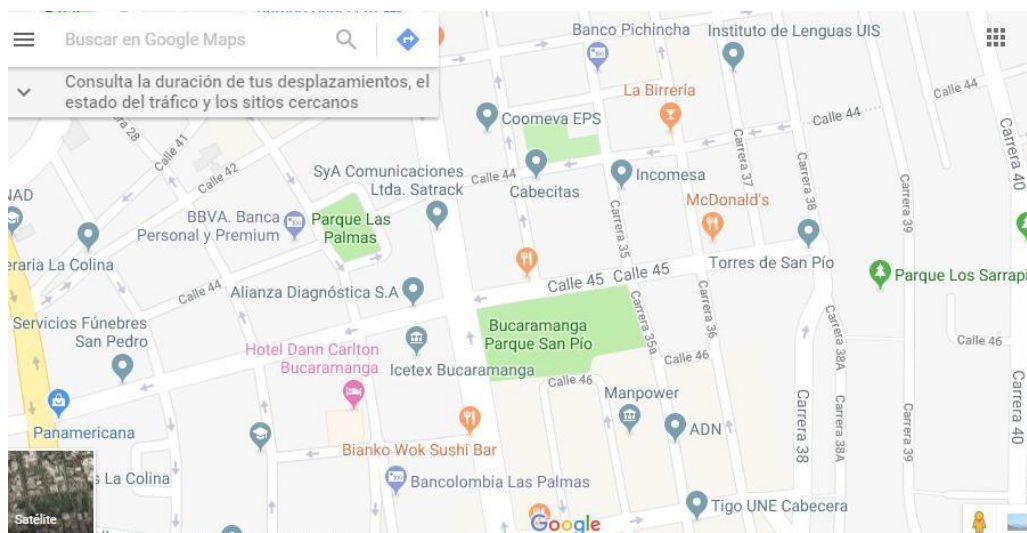 Buscar en Google Maps
Consulta la duración de tus desplazamientos, el
estado del tráfico y los sitios cercanos
Banco Pichincha
Instituto de Lenguas UIS
La Birrería
Coomeva EPS
Calle 44
Calle 44
Carrera 40
28
Calle 41
Calle 42
SyA Comunicaciones
Ltda. Satrack
Calle 44
Cabecitas
Incomesa
Carrera 37
Carrera 38
McDonald's
Carrera 39
BBVA. Banca
Personal y Premium
Parque Las
Palmas
Carrera 35
Torres de San Pío
Parque Los Sarrapi
eraria La Colina
Calle 44
Alianza Diagnóstica S.A
Calle 45
Calle 45
Servicios Fúnebres
San Pedro
Bucaramanga
Parque San Pío
Carrera 35a
Carrera 36
Calle 46
Calle 46
Hotel Dann Carlton
Bucaramanga
Icetex Bucaramanga
Calle 46
Carrera 38A
Manpower
ADN
Carrera 38
Carrera 38A
Carrera 39
Carrera 40
Panamericana
Bianko Wok Sushi Bar
s La Colina
Bancolombia Las Palmas
Tigo UNE Cabecera
Satélite
Google